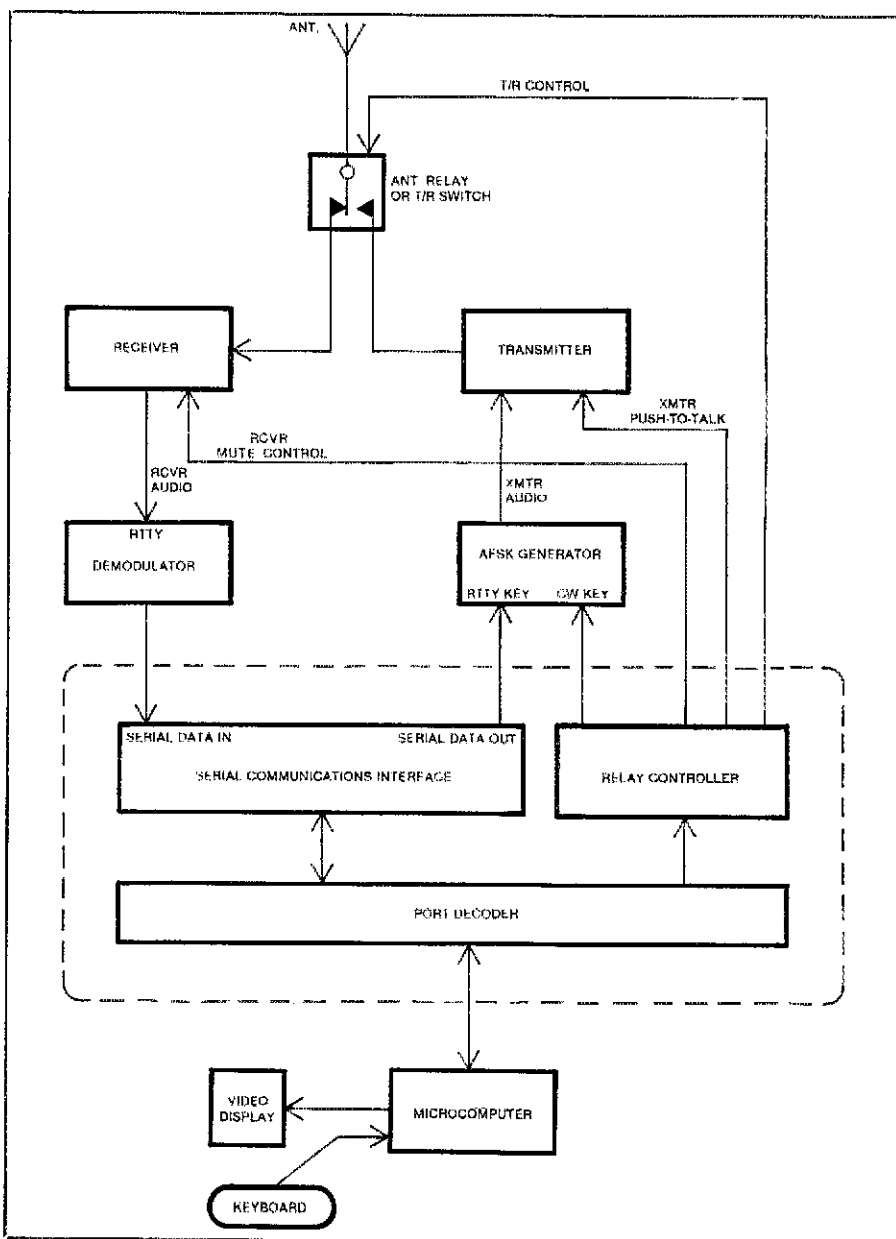 ANT.
T/R CONTROL
ANT RELAY
OR T/R SWITCH
RECEIVER
TRANSMITTER
XMTR
PUSH-TO-TALK
RCVR
MUTE CONTROL
RCVR
AUDIO
XMTR
AUDIO
RTTY
DEMODULATOR
AFSK GENERATOR
RTTY KEY CW KEY
SERIAL DATA IN SERIAL DATA OUT
SERIAL COMMUNICATIONS INTERFACE
RELAY CONTROLLER
PORT DECODER
VIDEO
DISPLAY
MICROCOMPUTER
KEYBOARD